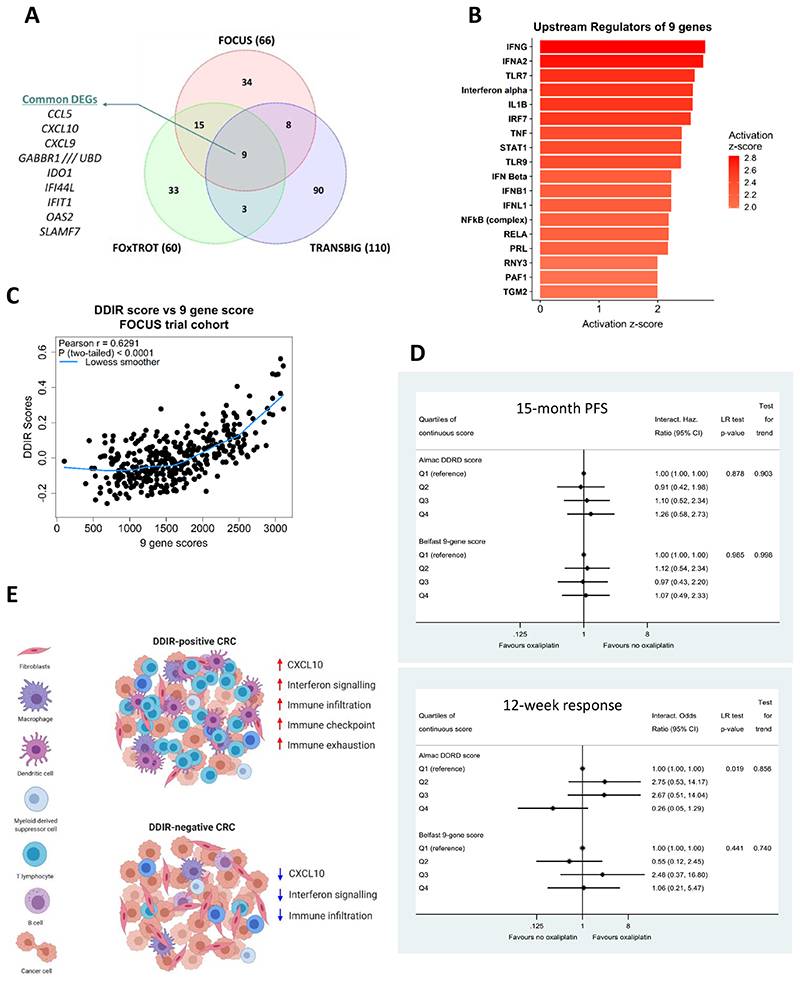 A
FOCUS (66)
34
Common DEGs
CCL5
CXCL10
CXCL9
GABBR1 /// UBD
IDO1
IFI44L
IFIT1
OAS2
SLAMF7
15
8
9
33
90
3
FOxTROT (60)
TRANSBIG (110)
B
Upstream Regulators of 9 genes
IFNG
IFNA2
TLR7
Interferon alpha
IL1B
IRF7
TNF
STAT1
TLR9
IFN Beta
IFNB1
IFNL1
NFkB (complex)
RELA
PRL
RNY3
PAF1
TGM2
0 1 2
Activation z-score
Activation
z-score
2.8
2.6
2.4
2.2
2.0
C
DDIR score vs 9 gene score
FOCUS trial cohort
Pearson r = 0.6291
P (two-tailed) < 0.0001
Lowess smoother
DDIR Scores
0.6
0.4
0.2
0.0
-0.2
0 500 1000 1500 2000 2500 3000
9 gene scores
D
15-month PFS
Test
Quartiles of Interact. Haz. LR test for
continuous score Ratio (95% CI) p-value trend
Almac DDRD score
Q1 (reference) 1.00 (1.00, 1.00) 0.878 0.903
Q2 0.91 (0.42, 1.98)
Q3 1.10 (0.52, 2.34)
Q4 1.26 (0.58, 2.73)
Belfast 9-gene score
Q1 (reference) 1.00 (1.00, 1.00) 0.985 0.998
Q2 1.12 (0.54, 2.34)
Q3 0.97 (0.43, 2.20)
Q4 1.07 (0.49, 2.33)
.125 1 8
Favours oxaliplatin Favours no oxaliplatin
12-week response
Test
Quartiles of Interact. Odds LR test for
continuous score Ratio (95% CI) p-value trend
Almac DDRD score
Q1 (reference) 1.00 (1.00, 1.00) 0.019 0.856
Q2 2.75 (0.53, 14.17)
Q3 2.67 (0.51, 14.04)
Q4 0.26 (0.05, 1.29)
Belfast 9-gene score
Q1 (reference) 1.00 (1.00, 1.00) 0.441 0.740
Q2 0.55 (0.12, 2.45)
Q3 2.48 (0.37, 16.80)
Q4 1.06 (0.21, 5.47)
.125 1 8
Favours no oxaliplatin Favours oxaliplatin
E
Fibroblasts
Macrophage
Dendritic cell
Myeloid-derived
suppressor cell
T lymphocyte
B cell
Cancer cell
DDIR-positive CRC
CXCL10
Interferon signalling
Immune infiltration
Immune checkpoint
Immune exhaustion
DDIR-negative CRC
CXCL10
Interferon signalling
Immune infiltration